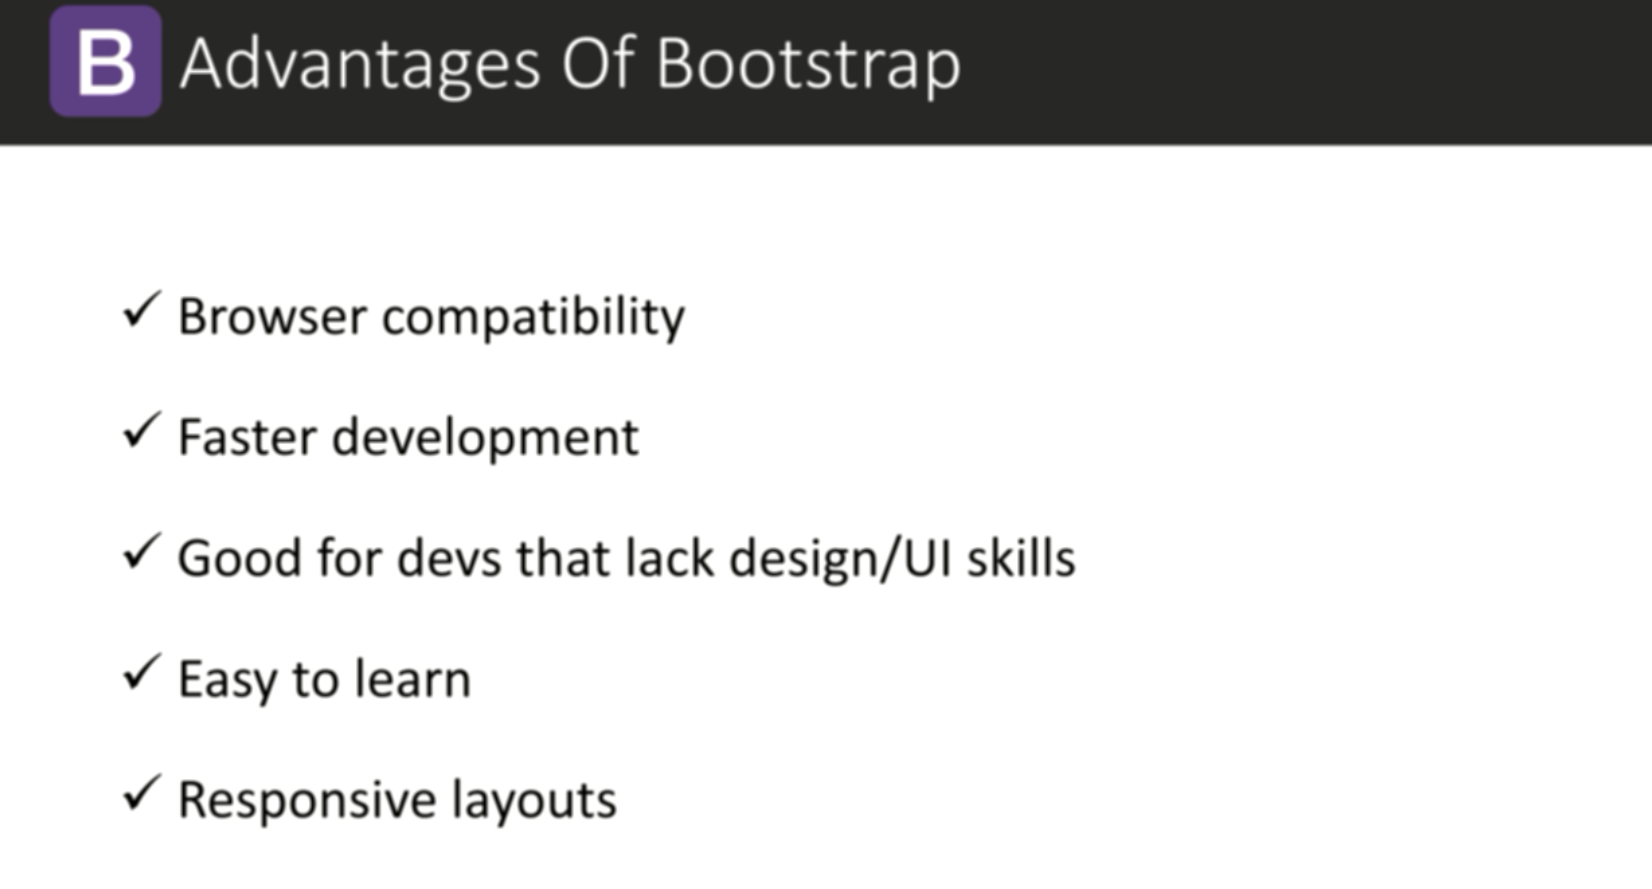 B Advantages Of Bootstrap
✓ Browser compatibility
✓ Faster development
✓ Good for devs that lack design/UI skills
✓ Easy to learn
✓ Responsive layouts